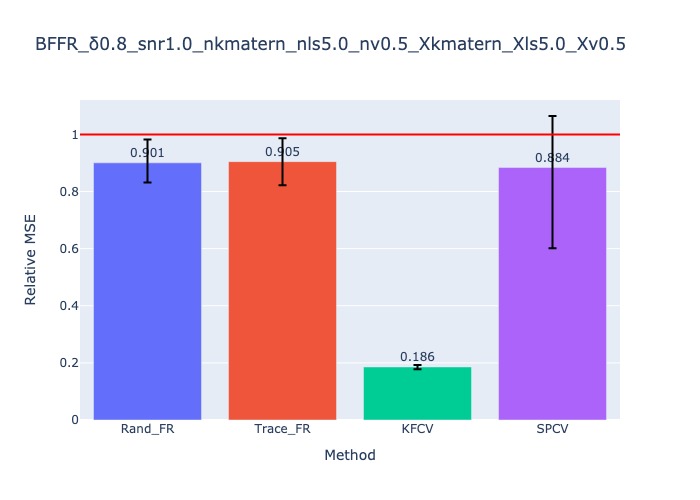 BFFR_δ0.8_snr1.0_nkmatern_nls5.0_nv0.5_Xkmatern_Xls5.0_Xv0.5
1
0.8
0.6
0.4
0.2
0
Relative MSE
0.901
0.905
0.186
0.884
Rand_FR
Trace_FR
KFCV
SPCV
Method